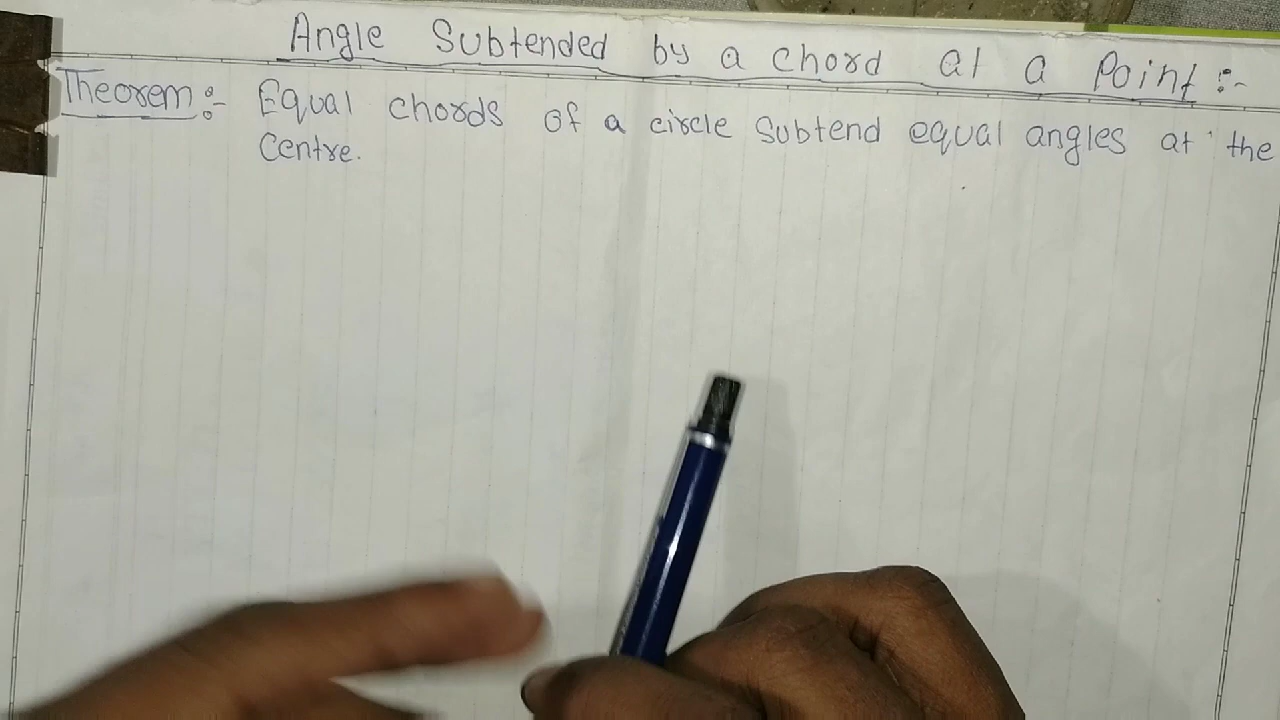 Angle Subtended by a chord at a Point :-
Theorem :- Equal chords of a circle Subtend equal angles at the
Centre.